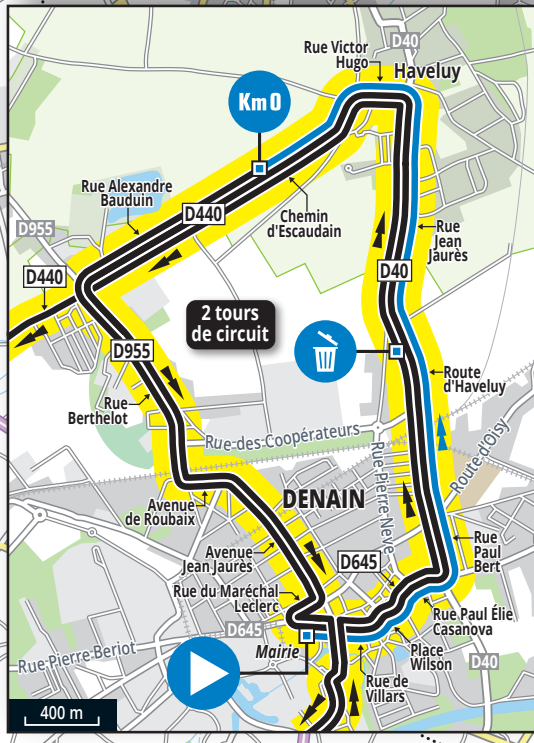 Rue Victor
Hugo
D40
Haveluy
Km 0
Rue Alexandre
Bauduin
D440
Chemin
d'Escaudain
D955
Rue
Jean
Jaurès
D440
D40
2 tours
de circuit
D955
Route
d'Haveluy
Rue
Berthelot
Rue-des-Coopérateurs
Route-d'Oisy
Rue-Pierre-Neve
Avenue
de Roubaix
DENAIN
Avenue
Jean Jaurès
D645
Rue
Paul
Bert
Rue du Maréchal
Leclerc
Rue Paul Élie
Casanova
D645
Mairie
Place
Wilson
Rue-Pierre-Beriot
D40
Rue de
Villars
400 m